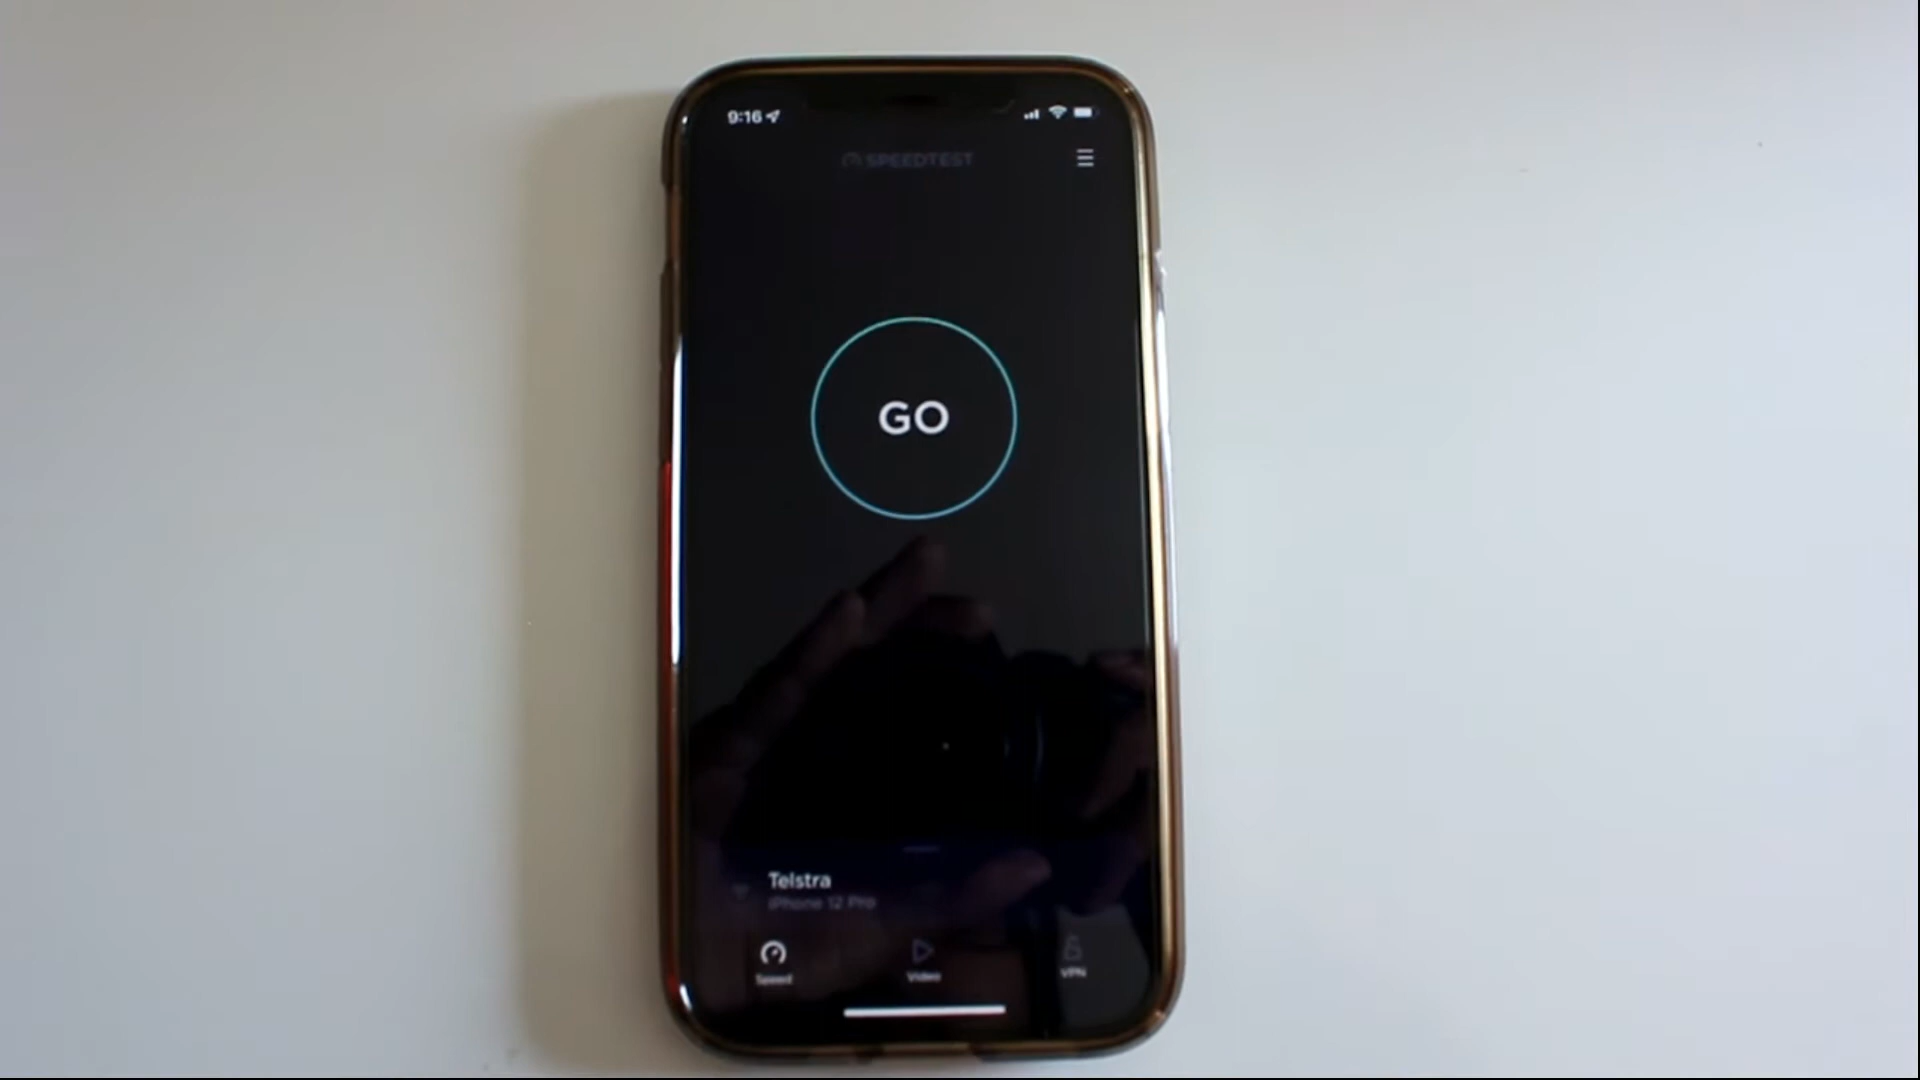 9:16
SPEEDTEST
GO
Telstra
iPhone 12 Pro
Speed
Video
VPN